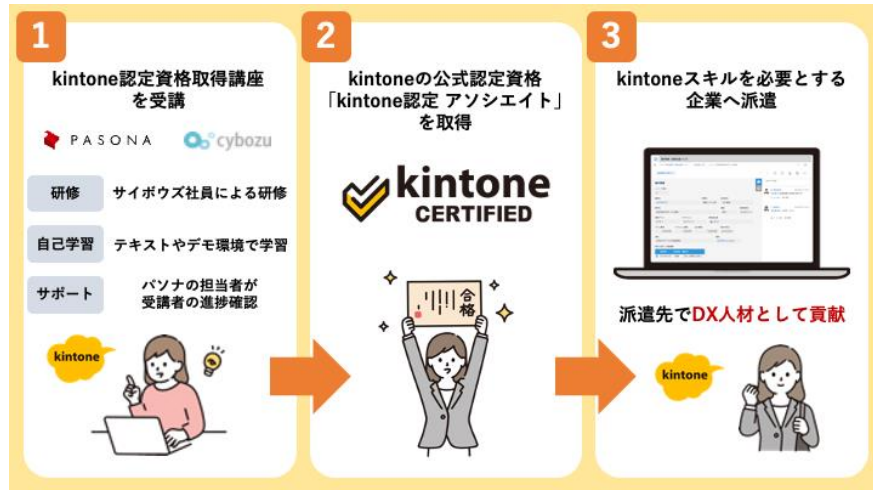 1
kintone認定資格取得講座
を受講
PASONA
cybozu
研修
サイボウズ社員による研修
自己学習
テキストやデモ環境で学習
サポート
パソナの担当者が
受講者の進捗確認
kintone
2
kintoneの公式認定資格
「kintone認定 アソシエイト」
を取得
kintone
CERTIFIED
合格
3
kintoneスキルを必要とする
企業へ派遣
派遣先でDX人材として貢献
kintone